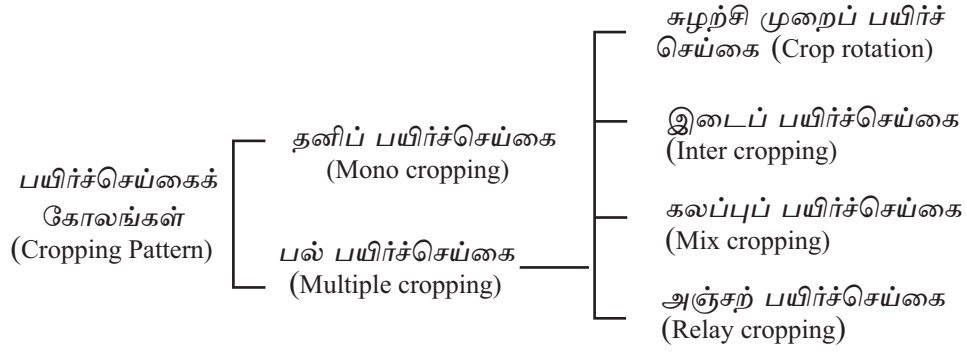 பயிர்ச்செய்கைக்
கோலங்கள்
(Cropping Pattern)
தனிப் பயிர்ச்செய்கை
(Mono cropping)
பல் பயிர்ச்செய்கை
(Multiple cropping)
சுழற்சி முறைப் பயிர்ச்
செய்கை (Crop rotation)
இடைப் பயிர்ச்செய்கை
(Inter cropping)
கலப்புப் பயிர்ச்செய்கை
(Mix cropping)
அஞ்சற் பயிர்ச்செய்கை
(Relay cropping)